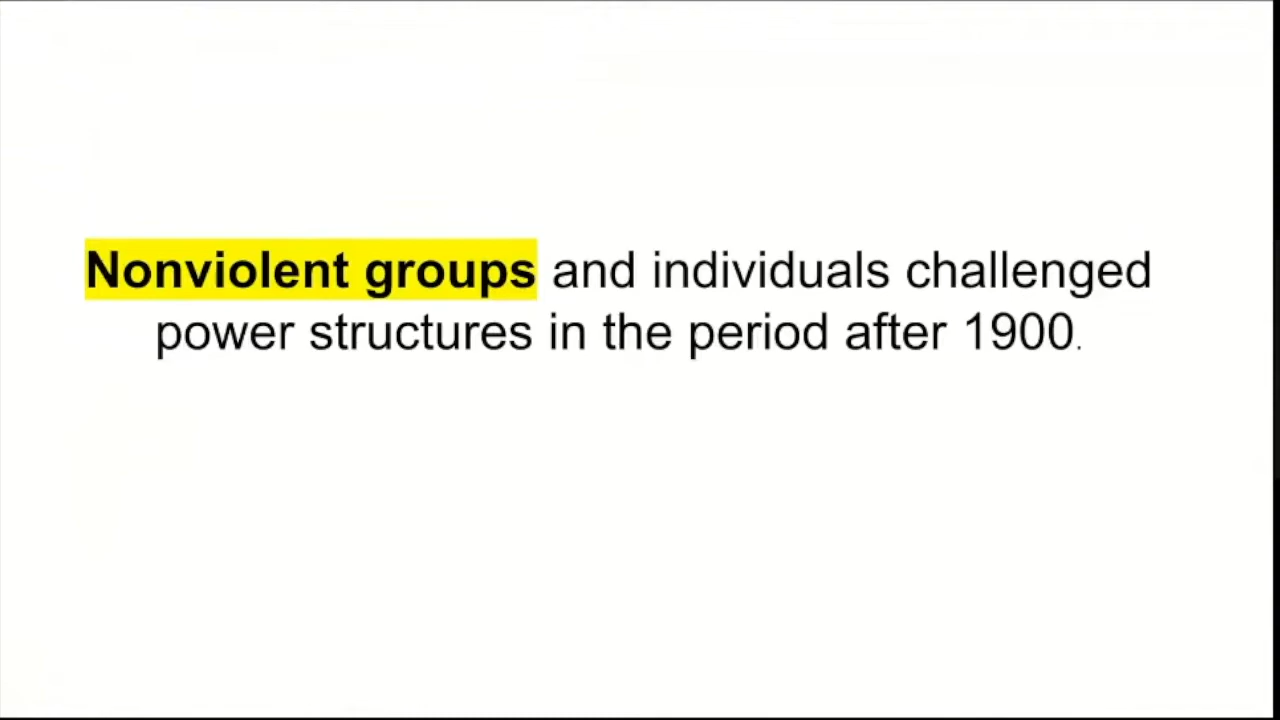 Nonviolent groups and individuals challenged
power structures in the period after 1900.